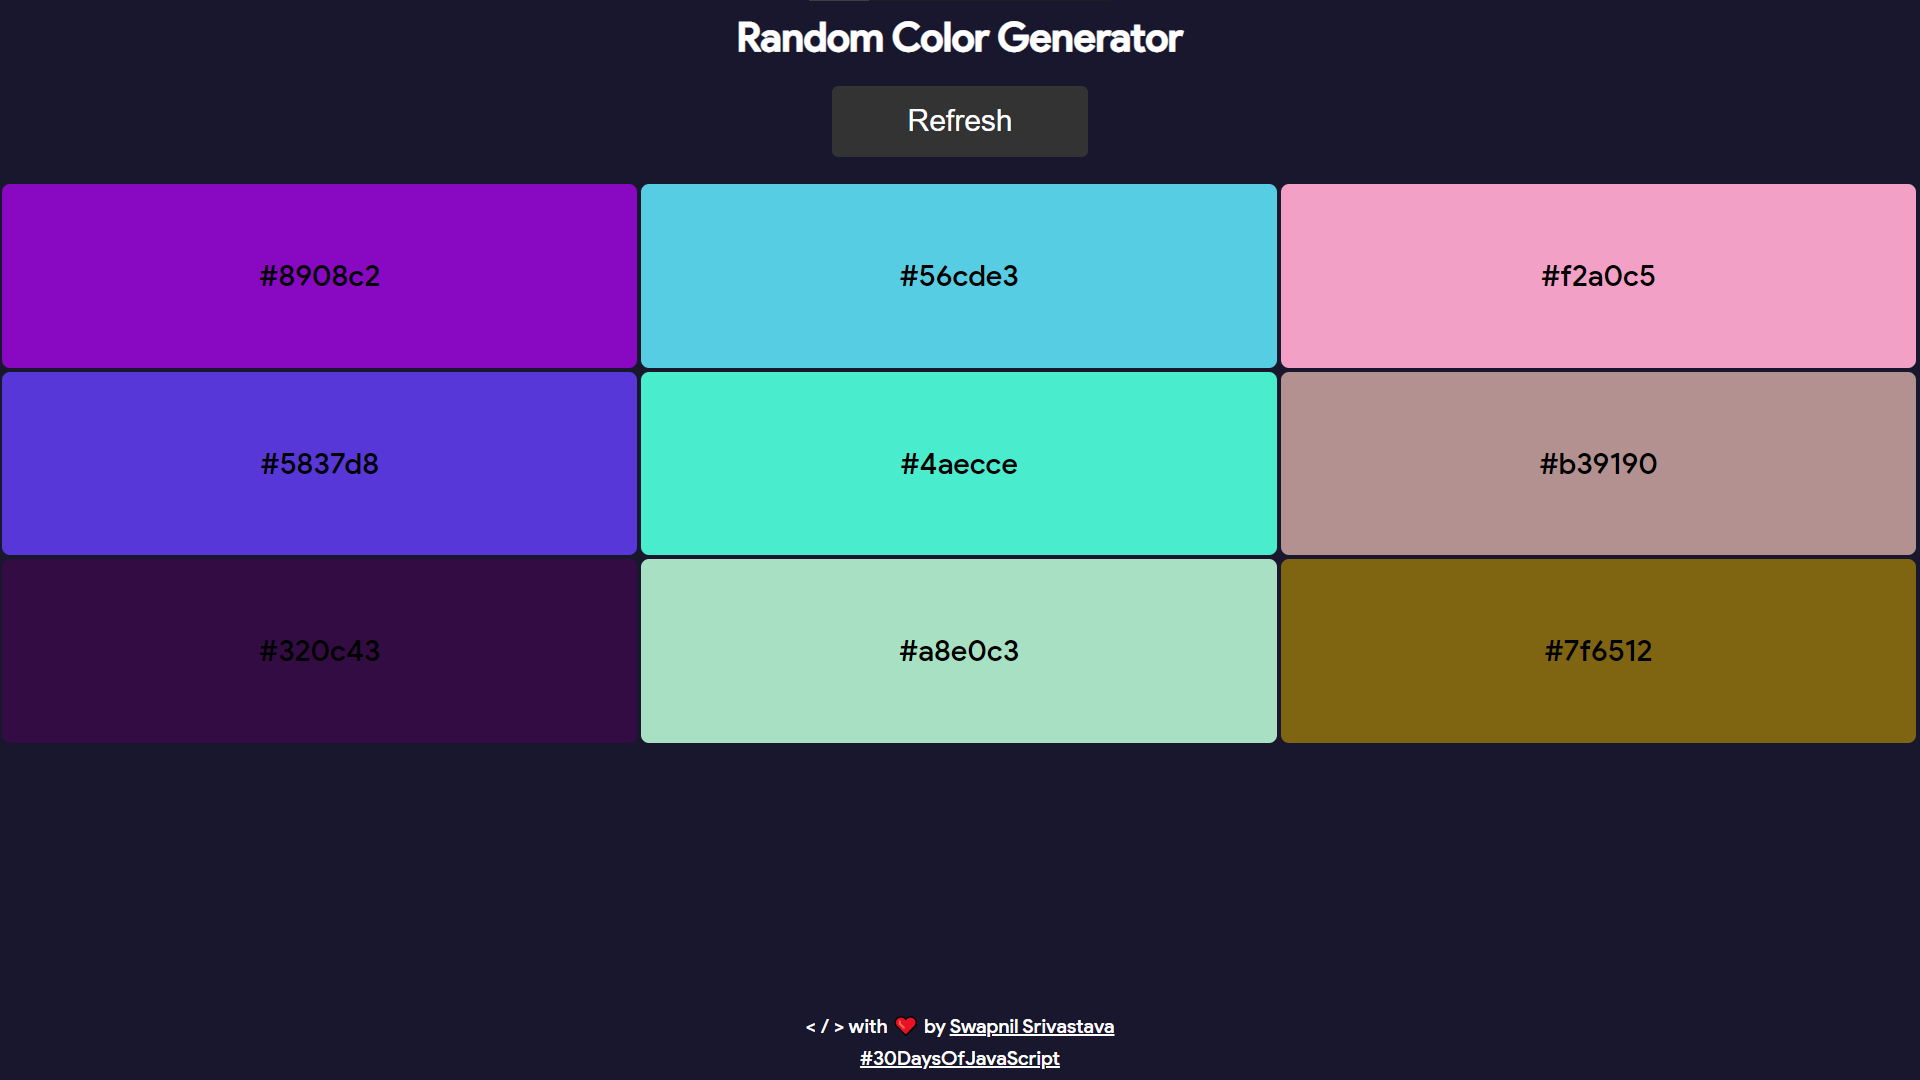 Random Color Generator
Refresh
#8908c2
#56cde3
#f2a0c5
#5837d8
#4aecce
#b39190
#320c43
#a8e0c3
#7f6512
< / > with ❤️ by Swapnil Srivastava
#30DaysOfJavaScript